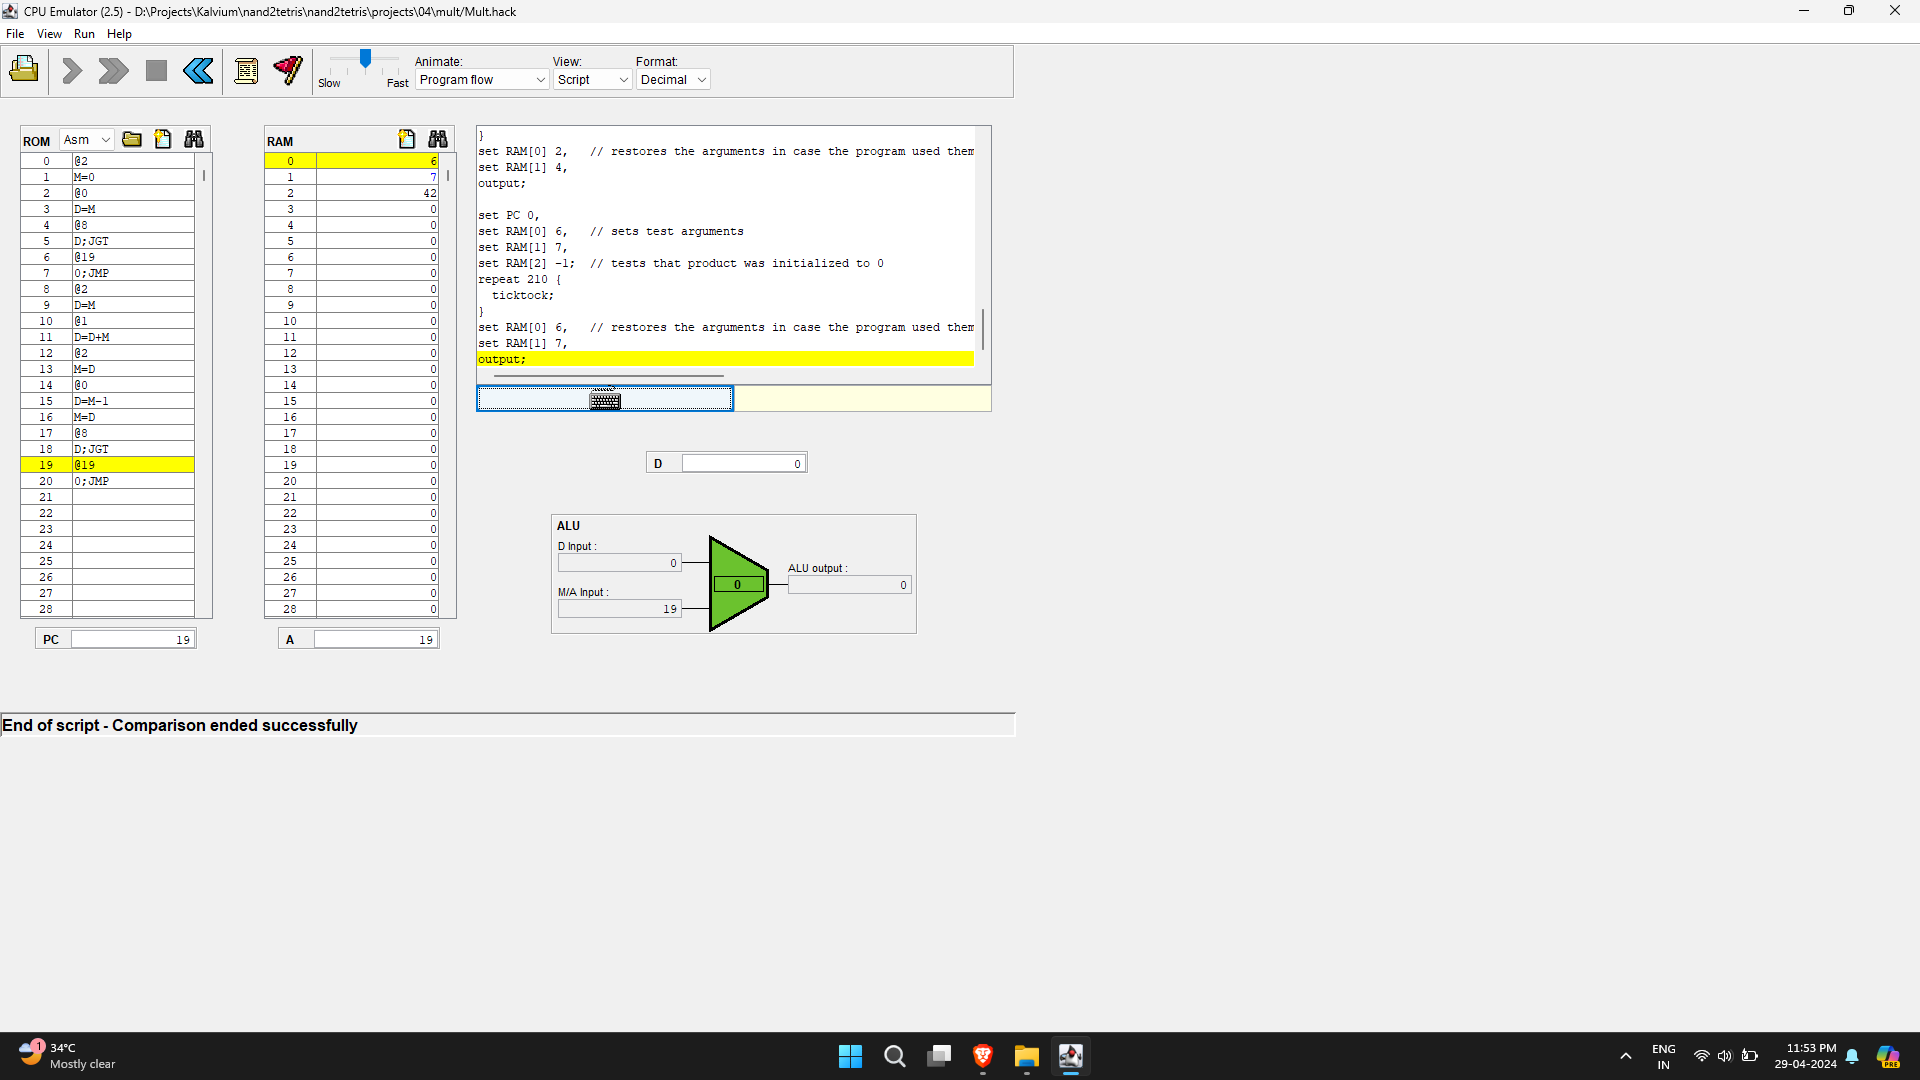 CPU Emulator (2.5) - D:\Projects\Kalvium\nand2tetris\nand2tetris\projects\04\mult/Mult.hack
File View Run Help
Slow Fast
Animate:
Program flow
View:
Script
Format:
Decimal
ROM Asm
0 @2
1 M=0
2 @0
3 D=M
4 @8
5 D;JGT
6 @19
7 0;JMP
8 @2
9 D=M
10 @1
11 D=D+M
12 @2
13 M=D
14 @0
15 D=M-1
16 M=D
17 @8
18 D;JGT
19 @19
20 0;JMP
21
22
23
24
25
26
27
28
PC 19
RAM
0 6
1 7
2 42
3 0
4 0
5 0
6 0
7 0
8 0
9 0
10 0
11 0
12 0
13 0
14 0
15 0
16 0
17 0
18 0
19 0
20 0
21 0
22 0
23 0
24 0
25 0
26 0
27 0
28 0
A 19
}
set RAM[0] 2,   // restores the arguments in case the program used them
set RAM[1] 4,
output;
set PC 0,
set RAM[0] 6,   // sets test arguments
set RAM[1] 7,
set RAM[2] -1;  // tests that product was initialized to 0
repeat 210 {
  ticktock;
}
set RAM[0] 6,   // restores the arguments in case the program used them
set RAM[1] 7,
output;
D 0
ALU
D Input :
0
M/A Input :
19
0
ALU output :
0
End of script - Comparison ended successfully
1
34°C
Mostly clear
ENG
IN
11:53 PM
29-04-2024
PRE